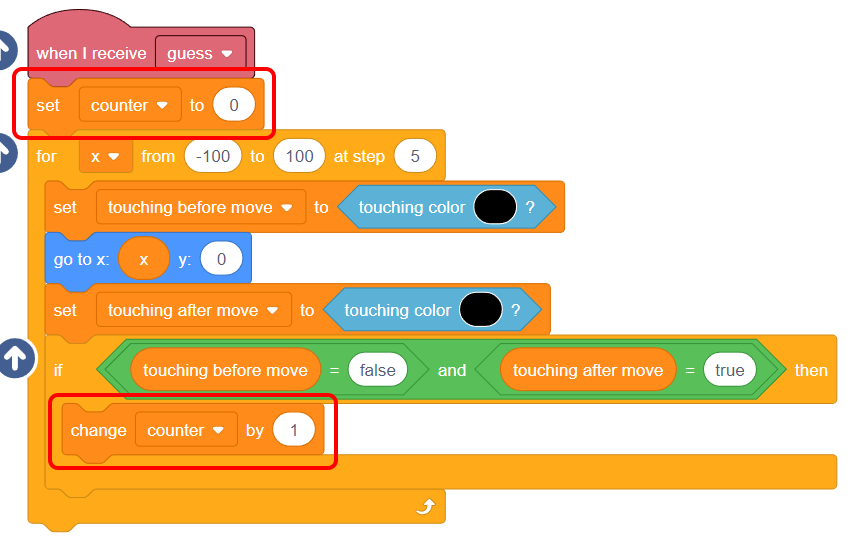 when I receive guess
set counter to 0
for x from -100 to 100 at step 5
set touching before move to touching color ?
go to x: x y: 0
set touching after move to touching color ?
if touching before move = false and touching after move = true then
change counter by 1